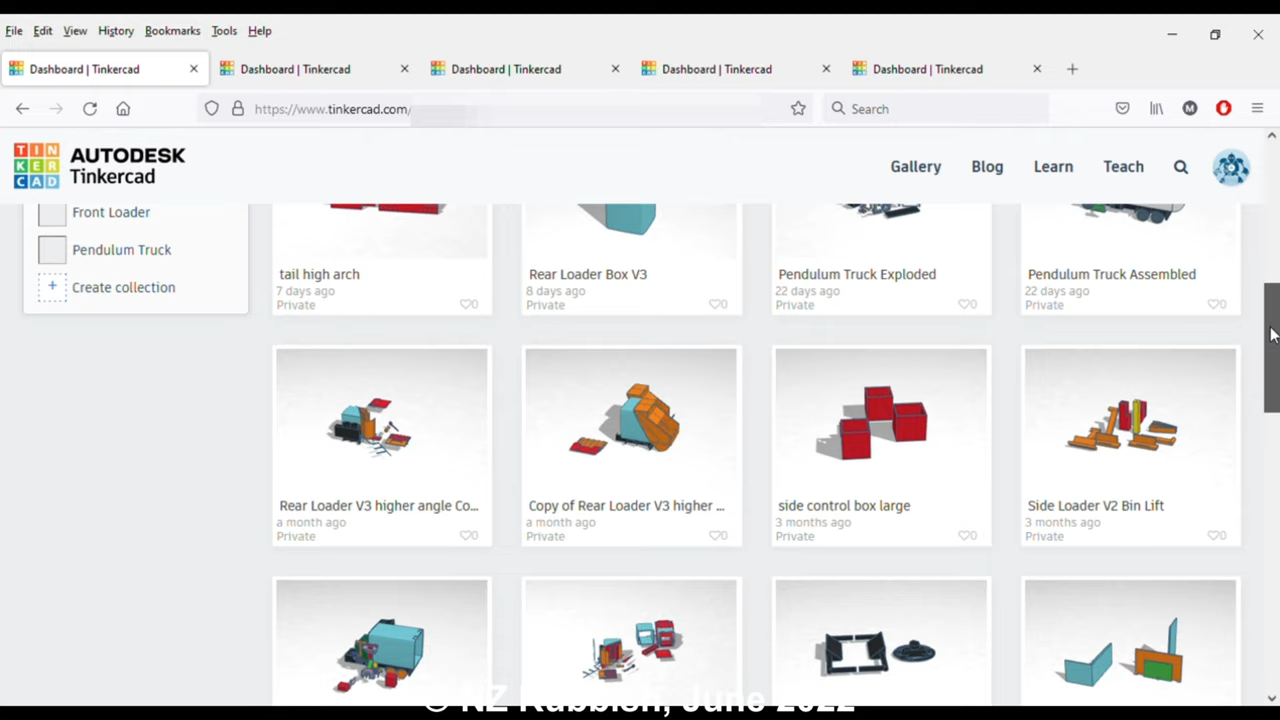 File Edit View History Bookmarks Tools Help
Dashboard | Tinkercad Dashboard | Tinkercad Dashboard | Tinkercad Dashboard | Tinkercad Dashboard | Tinkercad
https://www.tinkercad.com/ Search M
TIN KER CAD AUTODESK Tinkercad
Gallery Blog Learn Teach
Front Loader
Pendulum Truck
Create collection
tail high arch
7 days ago
Private 0
Rear Loader Box V3
8 days ago
Private 0
Pendulum Truck Exploded
22 days ago
Private 0
Pendulum Truck Assembled
22 days ago
Private 0
Rear Loader V3 higher angle Co...
a month ago
Private 0
Copy of Rear Loader V3 higher ...
a month ago
Private 0
side control box large
3 months ago
Private 0
Side Loader V2 Bin Lift
3 months ago
Private 0
© NZ Rubbish, June 2022